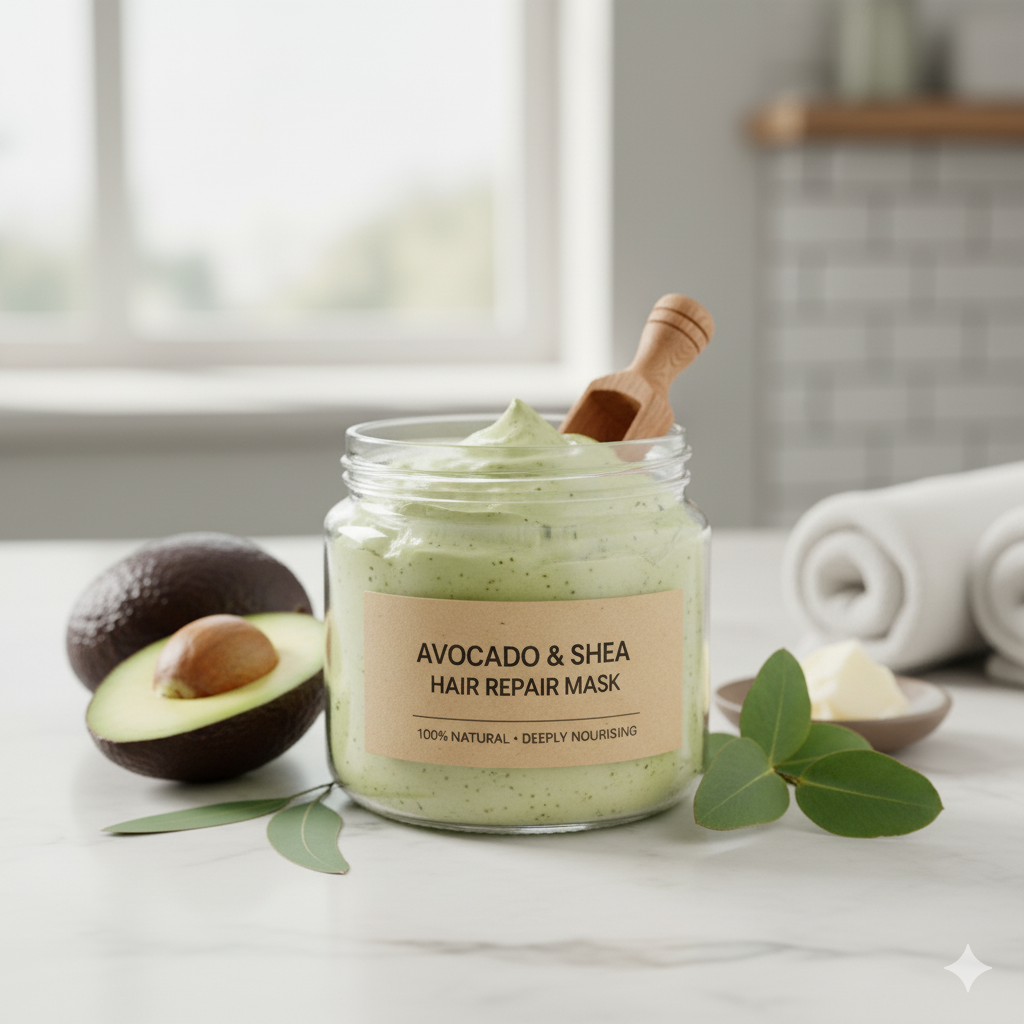 AVOCADO & SHEA
HAIR REPAIR MASK
100% NATURAL • DEEPLY NOURISING